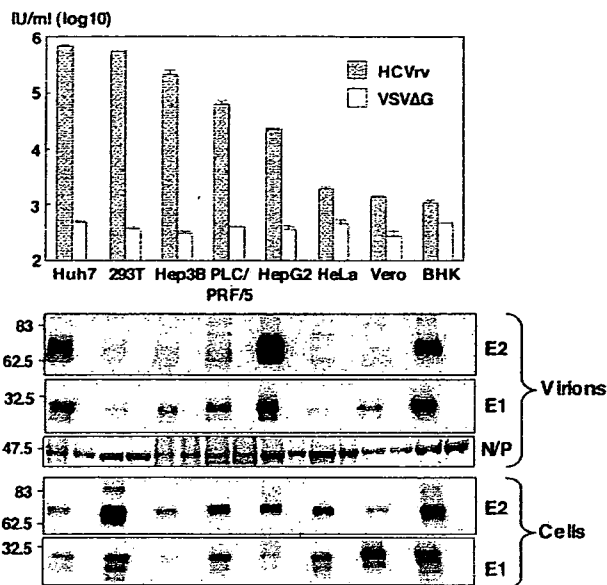 IU/ml (log10)
6
5
4
3
2
HCVrv
VSVΔG
Huh7 293T Hep3B PLC/ HepG2 HeLa Vero BHK
PRF/5
83
62.5
E2
32.5
E1
Virions
47.5
N/P
83
62.5
E2
32.5
E1
Cells